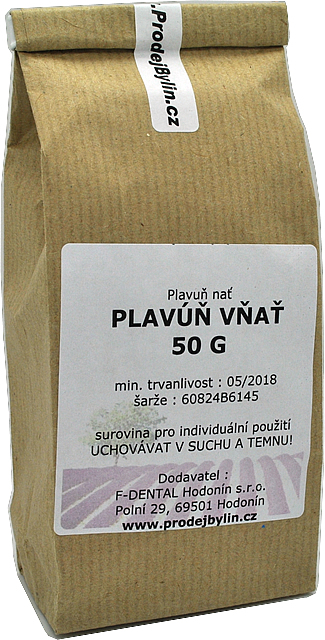 .ProdejBylin.cz
Plavuň nať
PLAVÚŇ VŇAŤ
50 G
min. trvanlivost : 05/2018
šarže : 60824B6145
surovina pro individuální použití
UCHOVÁVAT V SUCHU A TEMNU!
Dodavatel :
F-DENTAL Hodonín s.r.o.
Polní 29, 69501 Hodonín
www.prodejbylin.cz